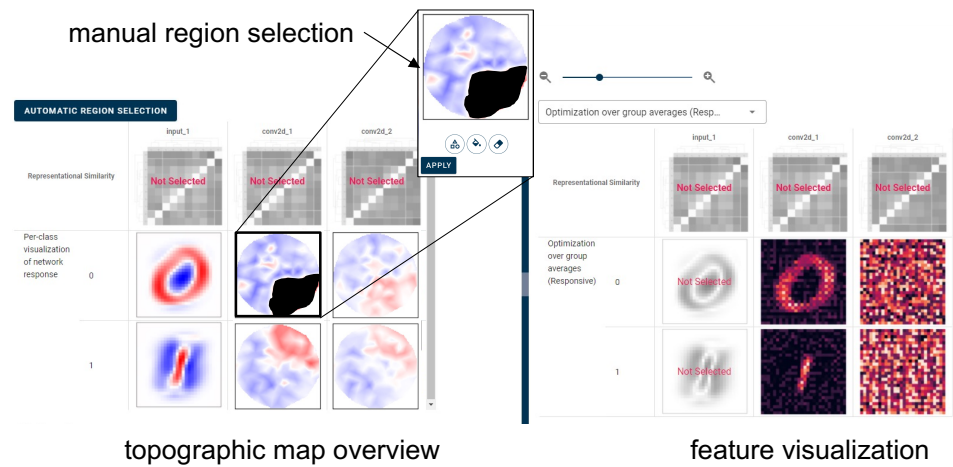 manual region selection
AUTOMATIC REGION SELECTION
APPLY
input_1
conv2d_1
conv2d_2
Representational Similarity
Not Selected
Not Selected
Not Selected
Per-class
visualization
of network
response
0
1
topographic map overview
Optimization over group averages (Resp...
input_1
conv2d_1
conv2d_2
Representational Similarity
Not Selected
Not Selected
Not Selected
Optimization
over group
averages
(Responsive)
0
Not Selected
1
Not Selected
feature visualization